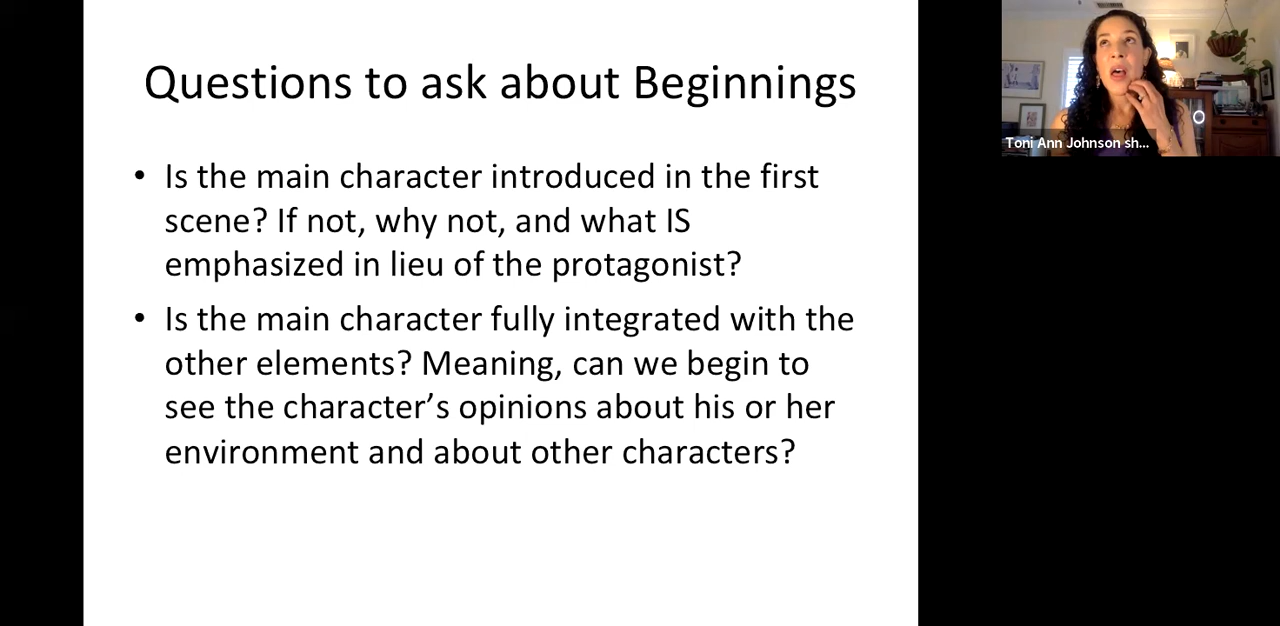 Questions to ask about Beginnings
• Is the main character introduced in the first
scene? If not, why not, and what IS
emphasized in lieu of the protagonist?
• Is the main character fully integrated with the
other elements? Meaning, can we begin to
see the character’s opinions about his or her
environment and about other characters?
Toni Ann Johnson sh...